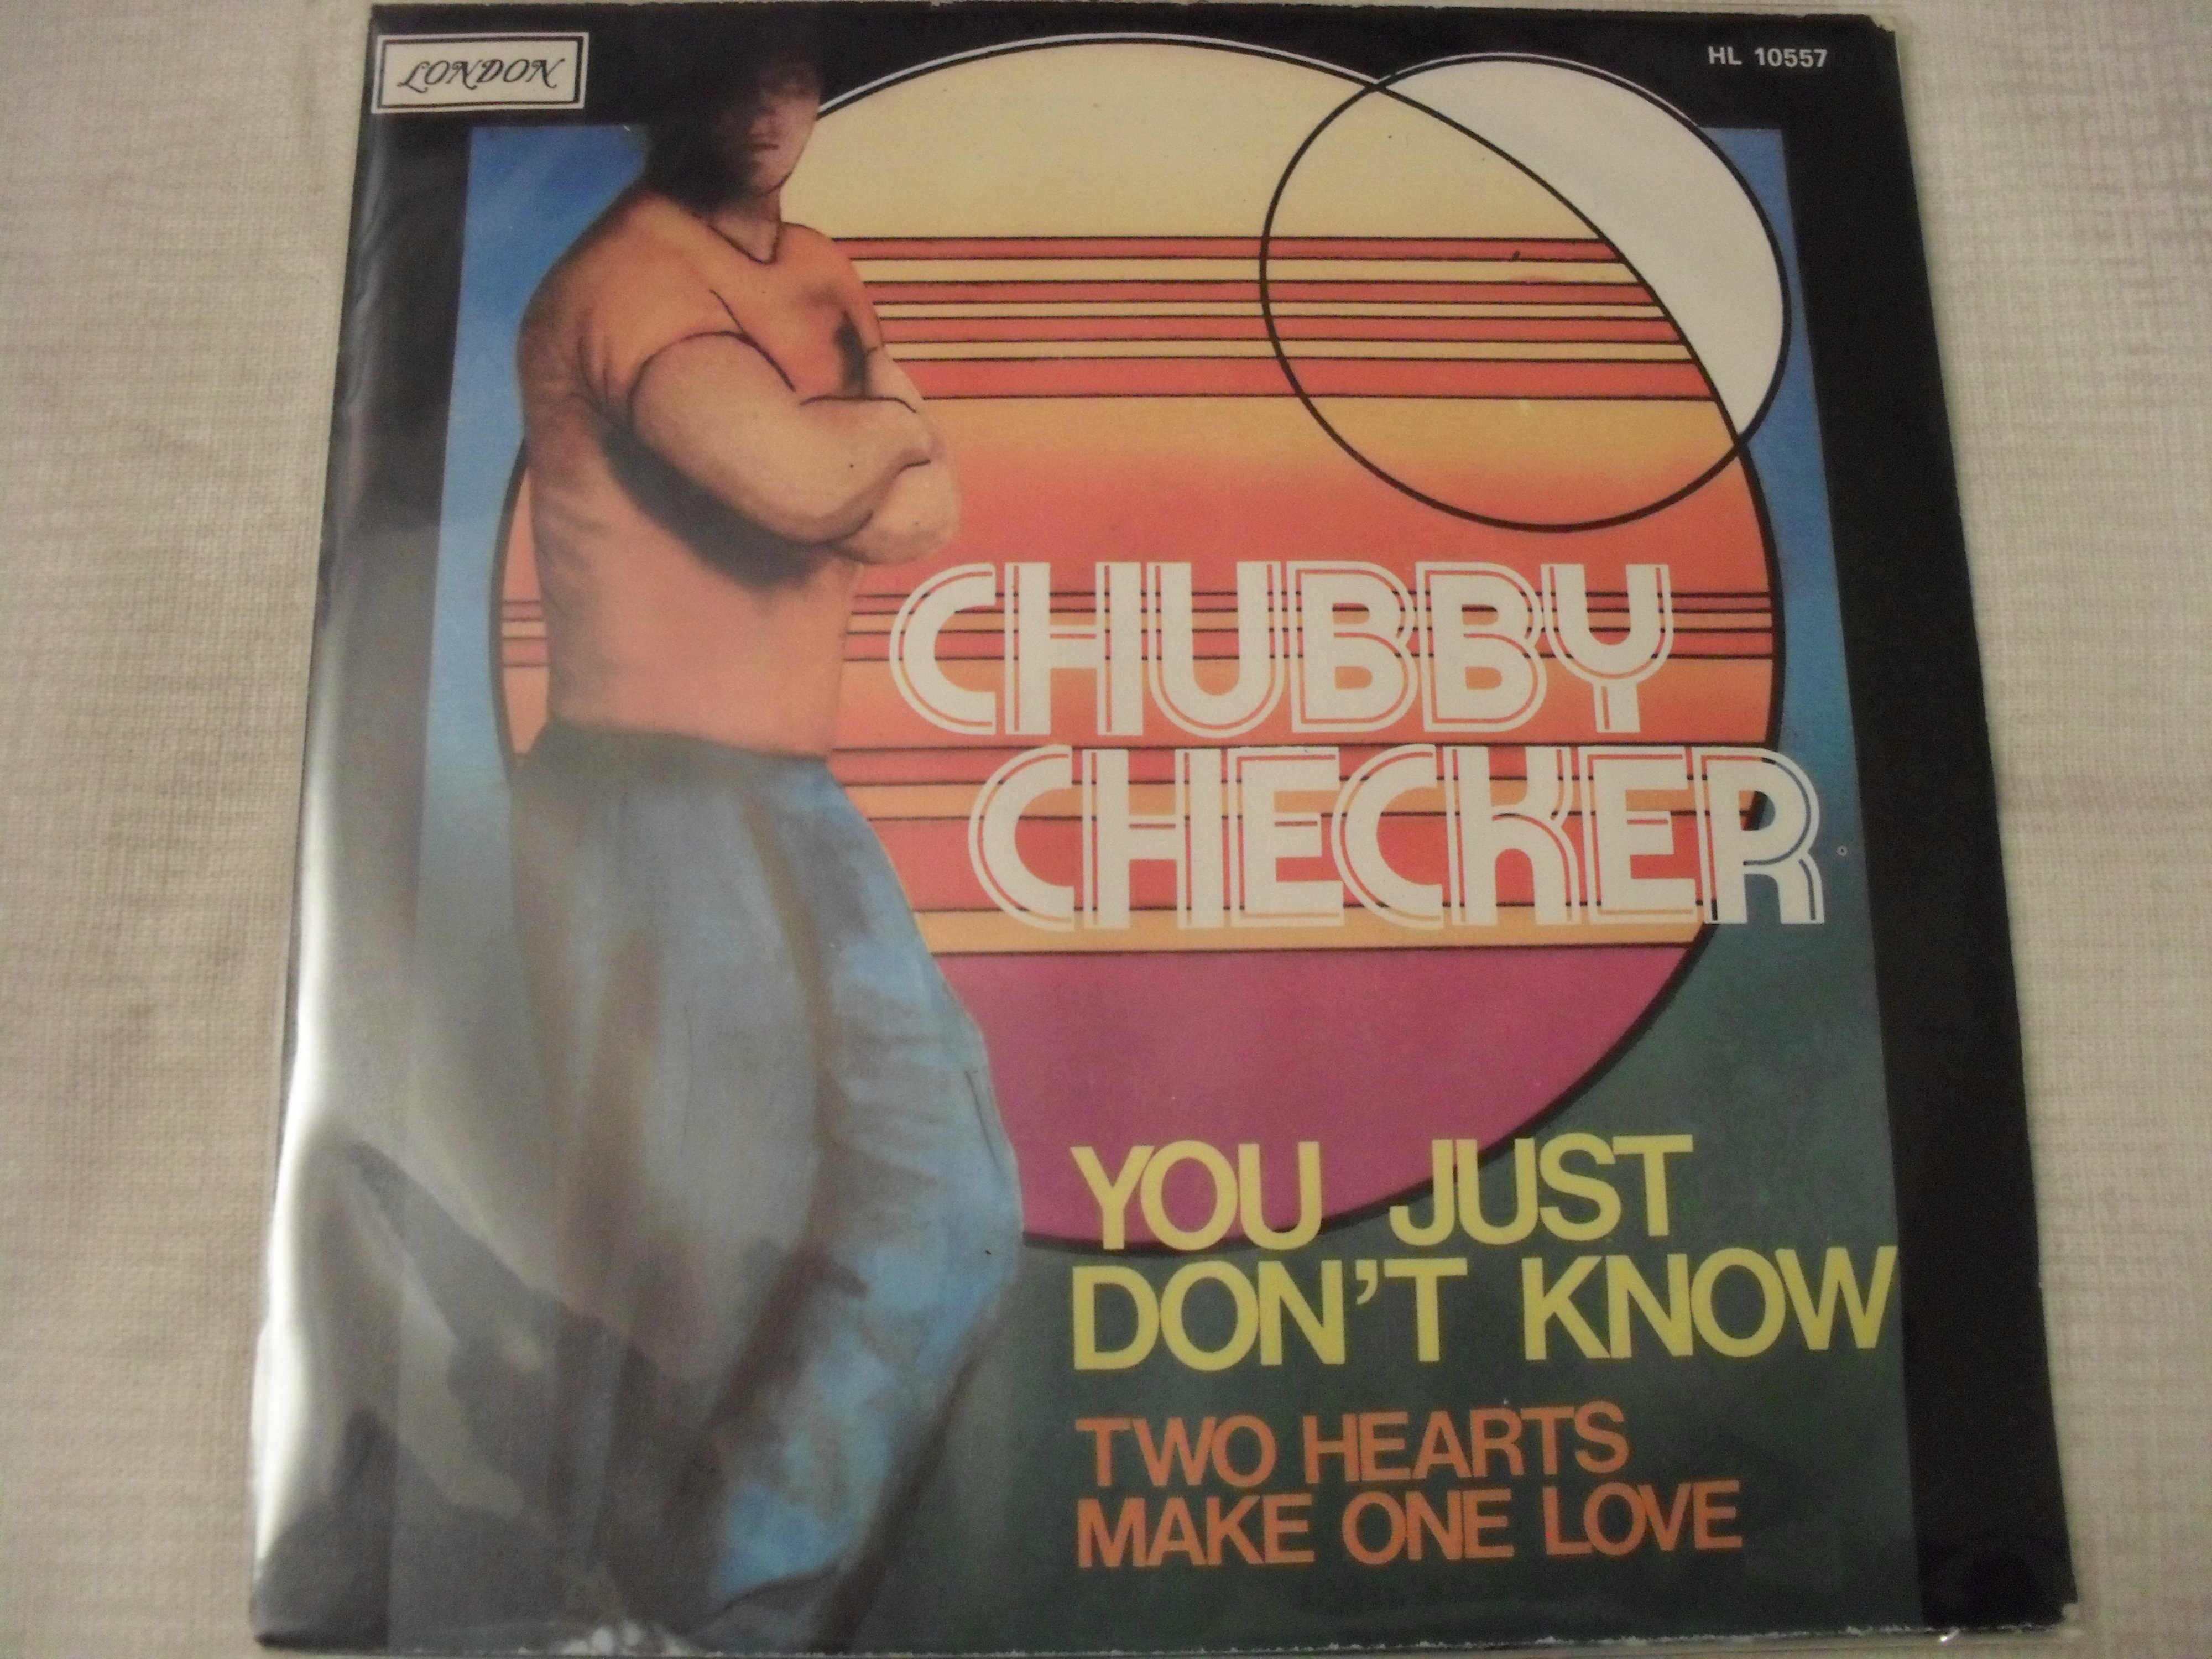 LONDON
HL 10557
CHUBBY
CHECKER
YOU JUST
DON'T KNOW
TWO HEARTS
MAKE ONE LOVE